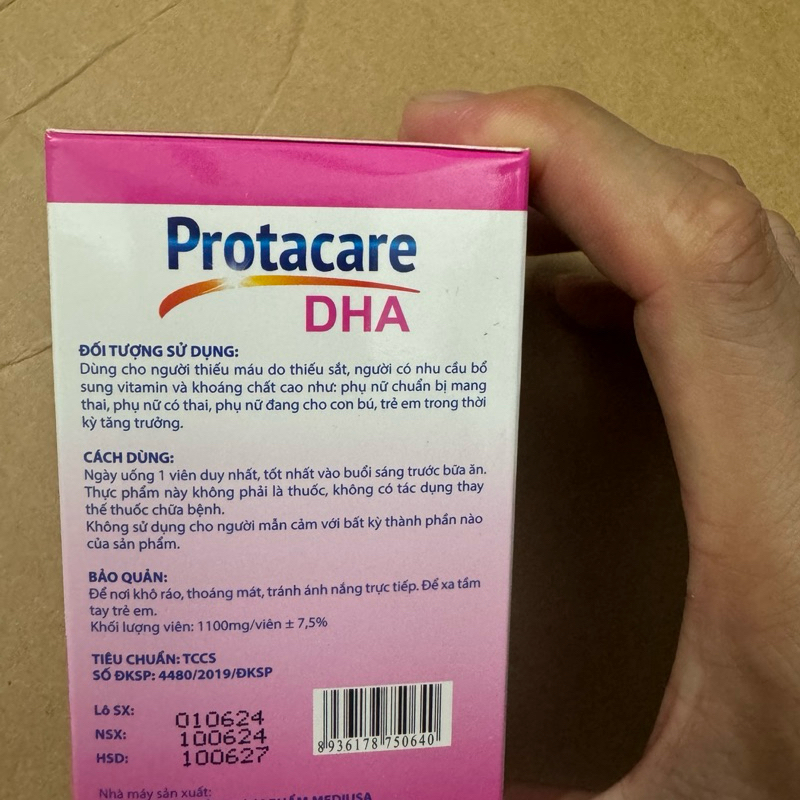 Protacare
DHA
ĐỐI TƯỢNG SỬ DỤNG:
Dùng cho người thiếu máu do thiếu sắt, người có nhu cầu bổ
sung vitamin và khoáng chất cao như: phụ nữ chuẩn bị mang
thai, phụ nữ có thai, phụ nữ đang cho con bú, trẻ em trong thời
kỳ tăng trưởng.
CÁCH DÙNG:
Ngày uống 1 viên duy nhất, tốt nhất vào buổi sáng trước bữa ăn.
Thực phẩm này không phải là thuốc, không có tác dụng thay
thế thuốc chữa bệnh.
Không sử dụng cho người mẫn cảm với bất kỳ thành phần nào
của sản phẩm.
BẢO QUẢN:
Để nơi khô ráo, thoáng mát, tránh ánh nắng trực tiếp. Để xa tầm
tay trẻ em.
Khối lượng viên: 1100mg/viên ± 7,5%
TIÊU CHUẨN: TCCS
SỐ ĐKSP: 4480/2019/ĐKSP
Lô SX: 010624
NSX: 100624
HSD: 100627
8936178750640
Nhà máy sản xuất:
MEDIUSA